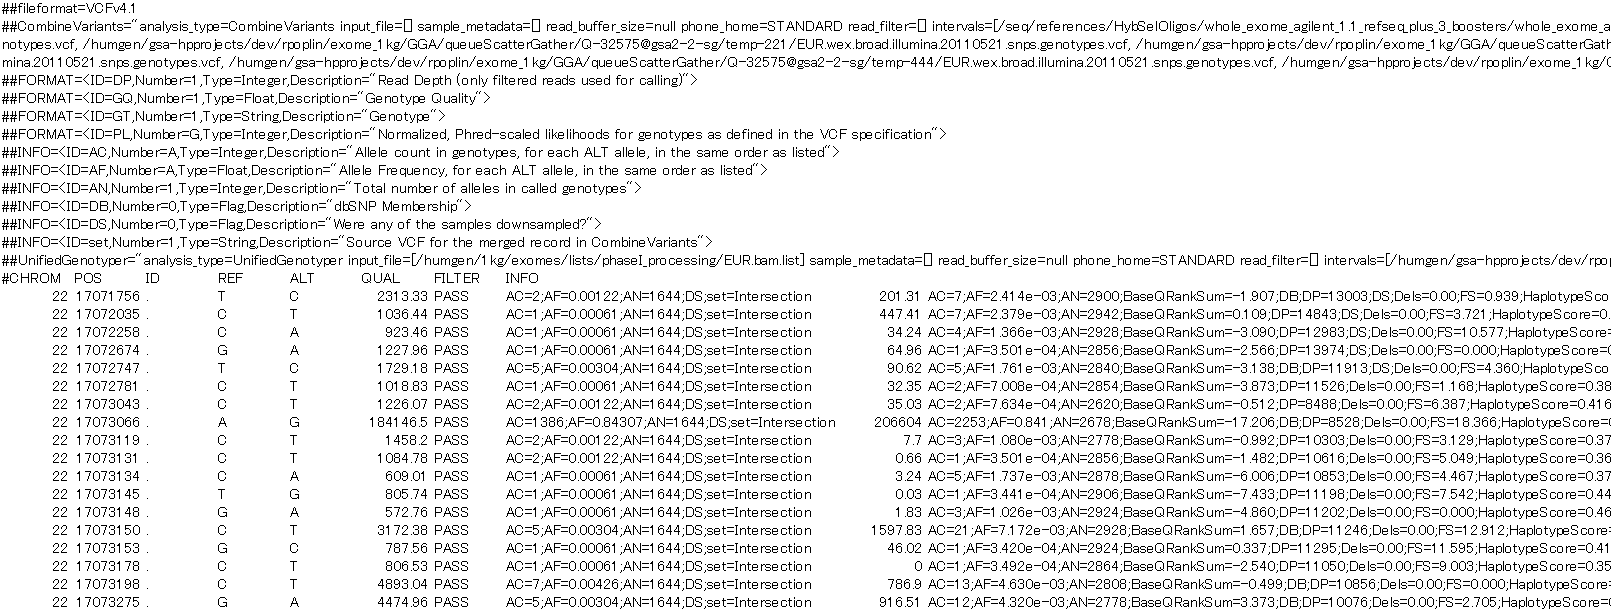 ##fileformat=VCFv4.1
##CombineVariants="analysis_type=CombineVariants input_file=[] sample_metadata=[] read_buffer_size=null phone_home=STANDARD read_filter=[] intervals=[/seq/references/HybSelOligos/whole_exome_agilent_1.1_refseq_plus_3_boosters/whole_exome_a
notypes.vcf, /humgen/gsa-hpprojects/dev/rpoplin/exome_1kg/GGA/queueScatterGather/Q-32575@gsa2-2-sg/temp-221/EUR.wex.broad.illumina.20110521.snps.genotypes.vcf, /humgen/gsa-hpprojects/dev/rpoplin/exome_1kg/GGA/queueScatterGath
mina.20110521.snps.genotypes.vcf, /humgen/gsa-hpprojects/dev/rpoplin/exome_1kg/GGA/queueScatterGather/Q-32575@gsa2-2-sg/temp-444/EUR.wex.broad.illumina.20110521.snps.genotypes.vcf, /humgen/gsa-hpprojects/dev/rpoplin/exome_1kg/
##FORMAT=<ID=DP,Number=1,Type=Integer,Description="Read Depth (only filtered reads used for calling)">
##FORMAT=<ID=GQ,Number=1,Type=Float,Description="Genotype Quality">
##FORMAT=<ID=GT,Number=1,Type=String,Description="Genotype">
##FORMAT=<ID=PL,Number=G,Type=Integer,Description="Normalized, Phred-scaled likelihoods for genotypes as defined in the VCF specification">
##INFO=<ID=AC,Number=A,Type=Integer,Description="Allele count in genotypes, for each ALT allele, in the same order as listed">
##INFO=<ID=AF,Number=A,Type=Float,Description="Allele Frequency, for each ALT allele, in the same order as listed">
##INFO=<ID=AN,Number=1,Type=Integer,Description="Total number of alleles in called genotypes">
##INFO=<ID=DB,Number=0,Type=Flag,Description="dbSNP Membership">
##INFO=<ID=DS,Number=0,Type=Flag,Description="Were any of the samples downsampled?">
##INFO=<ID=set,Number=1,Type=String,Description="Source VCF for the merged record in CombineVariants">
##UnifiedGenotyper="analysis_type=UnifiedGenotyper input_file=[/humgen/1kg/exomes/lists/phaseI_processing/EUR.bam.list] sample_metadata=[] read_buffer_size=null phone_home=STANDARD read_filter=[] intervals=[/humgen/gsa-hpprojects/dev/rpo
#CHROM POS ID REF ALT QUAL FILTER INFO
22 17071756 . T C 2313.33 PASS AC=2;AF=0.00122;AN=1644;DS;set=Intersection 201.31 AC=7;AF=2.414e-03;AN=2900;BaseQRankSum=-1.907;DB;DP=13003;DS;Dels=0.00;FS=0.939;HaplotypeSco
22 17072035 . C T 1036.44 PASS AC=1;AF=0.00061;AN=1644;DS;set=Intersection 447.41 AC=7;AF=2.379e-03;AN=2942;BaseQRankSum=0.109;DP=14843;DS;Dels=0.00;FS=3.721;HaplotypeScore=0.
22 17072258 . C A 923.46 PASS AC=1;AF=0.00061;AN=1644;DS;set=Intersection 34.24 AC=4;AF=1.366e-03;AN=2928;BaseQRankSum=-3.090;DP=12983;DS;Dels=0.00;FS=10.577;HaplotypeScore=
22 17072674 . G A 1227.96 PASS AC=1;AF=0.00061;AN=1644;DS;set=Intersection 64.96 AC=1;AF=3.501e-04;AN=2856;BaseQRankSum=-2.566;DP=13974;DS;Dels=0.00;FS=0.000;HaplotypeScore=
22 17072747 . T C 1729.18 PASS AC=5;AF=0.00304;AN=1644;DS;set=Intersection 90.62 AC=5;AF=1.761e-03;AN=2840;BaseQRankSum=-3.138;DB;DP=11913;DS;Dels=0.00;FS=4.360;HaplotypeScor
22 17072781 . C T 1018.83 PASS AC=1;AF=0.00061;AN=1644;DS;set=Intersection 32.35 AC=2;AF=7.008e-04;AN=2854;BaseQRankSum=-3.873;DP=11526;Dels=0.00;FS=1.168;HaplotypeScore=0.38
22 17073043 . C T 1226.07 PASS AC=2;AF=0.00122;AN=1644;DS;set=Intersection 35.03 AC=2;AF=7.634e-04;AN=2620;BaseQRankSum=-0.512;DP=8488;Dels=0.00;FS=6.387;HaplotypeScore=0.416
22 17073066 . A G 184146.5 PASS AC=1386;AF=0.84307;AN=1644;DS;set=Intersection 206604 AC=2253;AF=0.841;AN=2678;BaseQRankSum=-17.206;DB;DP=8528;Dels=0.00;FS=18.366;HaplotypeScore=
22 17073119 . C T 1458.2 PASS AC=2;AF=0.00122;AN=1644;DS;set=Intersection 7.7 AC=3;AF=1.080e-03;AN=2778;BaseQRankSum=-0.992;DP=10303;Dels=0.00;FS=3.129;HaplotypeScore=0.37
22 17073131 . C T 1084.78 PASS AC=2;AF=0.00122;AN=1644;DS;set=Intersection 0.66 AC=1;AF=3.501e-04;AN=2856;BaseQRankSum=-1.482;DP=10616;Dels=0.00;FS=5.049;HaplotypeScore=0.36
22 17073134 . C A 609.01 PASS AC=1;AF=0.00061;AN=1644;DS;set=Intersection 3.24 AC=5;AF=1.737e-03;AN=2878;BaseQRankSum=-6.006;DP=10853;Dels=0.00;FS=4.467;HaplotypeScore=0.37
22 17073145 . T G 805.74 PASS AC=1;AF=0.00061;AN=1644;DS;set=Intersection 0.03 AC=1;AF=3.441e-04;AN=2906;BaseQRankSum=-7.433;DP=11198;Dels=0.00;FS=7.542;HaplotypeScore=0.44
22 17073148 . G A 572.76 PASS AC=1;AF=0.00061;AN=1644;DS;set=Intersection 1.83 AC=3;AF=1.026e-03;AN=2924;BaseQRankSum=-4.860;DP=11202;Dels=0.00;FS=0.000;HaplotypeScore=0.46
22 17073150 . C T 3172.38 PASS AC=5;AF=0.00304;AN=1644;DS;set=Intersection 1597.83 AC=21;AF=7.172e-03;AN=2928;BaseQRankSum=1.657;DB;DP=11246;Dels=0.00;FS=12.912;HaplotypeScor
22 17073153 . G C 787.56 PASS AC=1;AF=0.00061;AN=1644;DS;set=Intersection 46.02 AC=1;AF=3.420e-04;AN=2924;BaseQRankSum=0.337;DP=11295;Dels=0.00;FS=11.595;HaplotypeScore=0.41
22 17073178 . C T 806.53 PASS AC=1;AF=0.00061;AN=1644;DS;set=Intersection 0 AC=1;AF=3.492e-04;AN=2864;BaseQRankSum=-2.540;DP=11050;Dels=0.00;FS=9.003;HaplotypeScore=0.35
22 17073198 . C T 4893.04 PASS AC=7;AF=0.00426;AN=1644;DS;set=Intersection 786.9 AC=13;AF=4.630e-03;AN=2808;BaseQRankSum=-0.499;DB;DP=10856;Dels=0.00;FS=0.000;HaplotypeScore=
22 17073275 . G A 4474.96 PASS AC=5;AF=0.00304;AN=1644;DS;set=Intersection 916.51 AC=12;AF=4.320e-03;AN=2778;BaseQRankSum=3.373;DB;DP=10076;Dels=0.00;FS=2.705;HaplotypeScore=